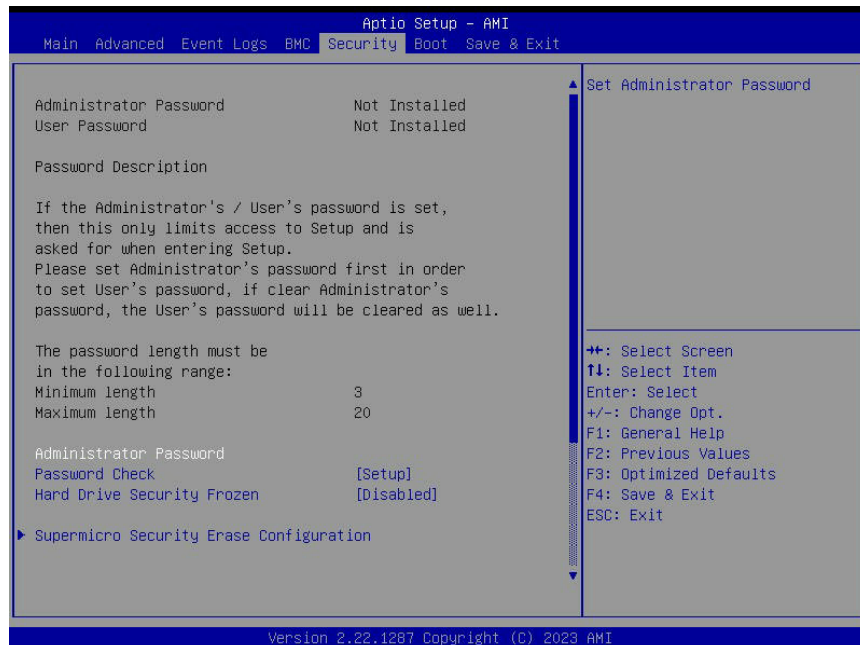 Aptio Setup – AMI
Main Advanced Event Logs BMC Security Boot Save & Exit
Set Administrator Password
Administrator Password Not Installed
User Password Not Installed
Password Description
If the Administrator's / User's password is set,
then this only limits access to Setup and is
asked for when entering Setup.
Please set Administrator's password first in order
to set User's password, if clear Administrator's
password, the User's password will be cleared as well.
The password length must be
in the following range:
Minimum length 3
Maximum length 20
Administrator Password
Password Check [Setup]
Hard Drive Security Frozen [Disabled]
Supermicro Security Erase Configuration
→←: Select Screen
↑↓: Select Item
Enter: Select
+/-: Change Opt.
F1: General Help
F2: Previous Values
F3: Optimized Defaults
F4: Save & Exit
ESC: Exit
Version 2.22.1287 Copyright (C) 2023 AMI